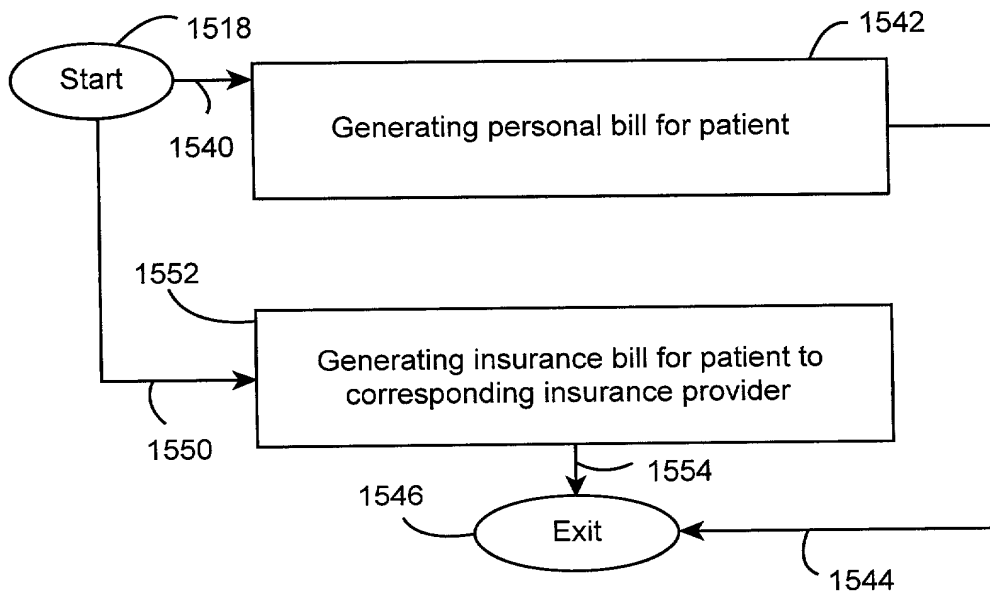 1518
1542
Start
1540
Generating personal bill for patient
1552
Generating insurance bill for patient to
corresponding insurance provider
1550
1554
1546
Exit
1544